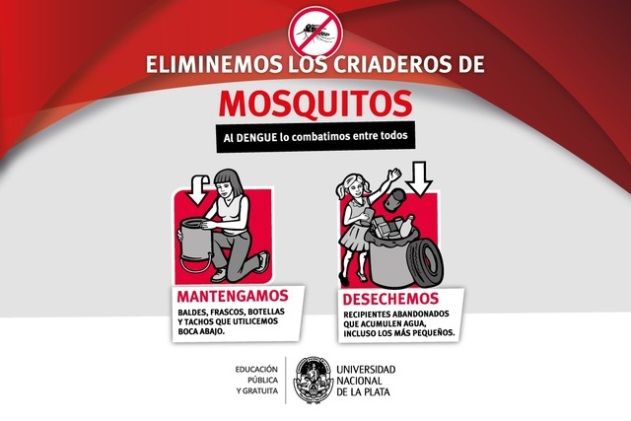 ELIMINEMOS LOS CRIADEROS DE
MOSQUITOS
Al DENGUE lo combatimos entre todos
MANTENGAMOS
BALDES, FRASCOS, BOTELLAS
Y TACHOS QUE UTILICEMOS
BOCA ABAJO.
DESECHEMOS
RECIPIENTES ABANDONADOS
QUE ACUMULEN AGUA,
INCLUSO LOS MÁS PEQUEÑOS.
EDUCACIÓN
PÚBLICA
Y GRATUITA
UNIVERSIDAD
NACIONAL
DE LA PLATA